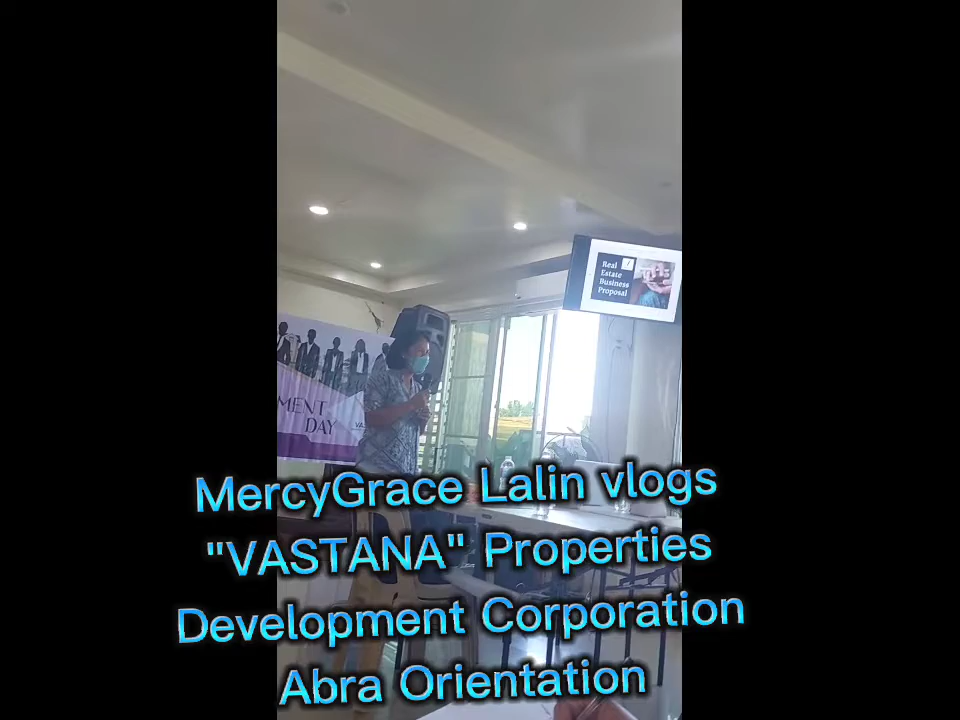 Real
Estate
Business
Proposal
MENT
DAY
MercyGrace Lalin vlogs
"VASTANA" Properties
Development Corporation
Abra Orientation